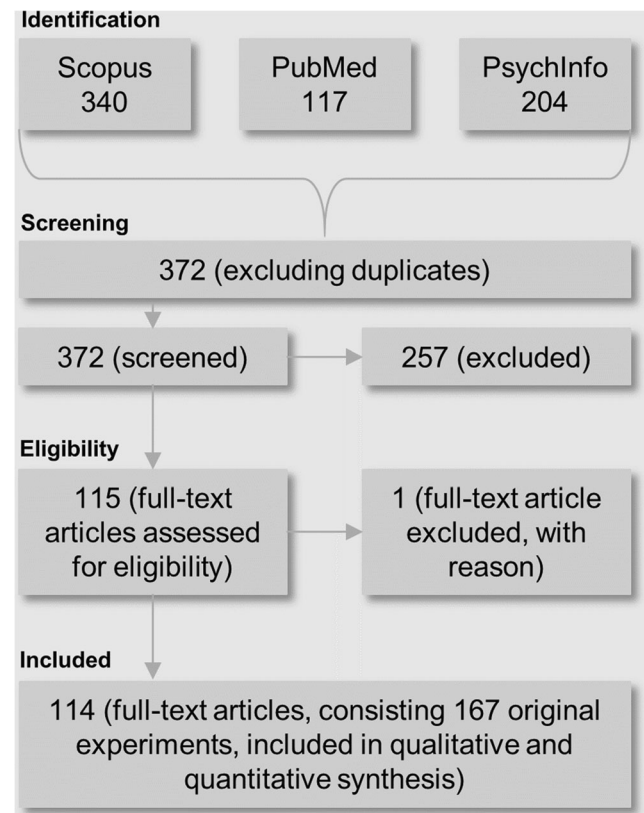 Identification
Scopus
340
PubMed
117
PsychInfo
204
Screening
372 (excluding duplicates)
372 (screened)
257 (excluded)
Eligibility
115 (full-text
articles assessed
for eligibility)
1 (full-text article
excluded, with
reason)
Included
114 (full-text articles, consisting 167 original
experiments, included in qualitative and
quantitative synthesis)